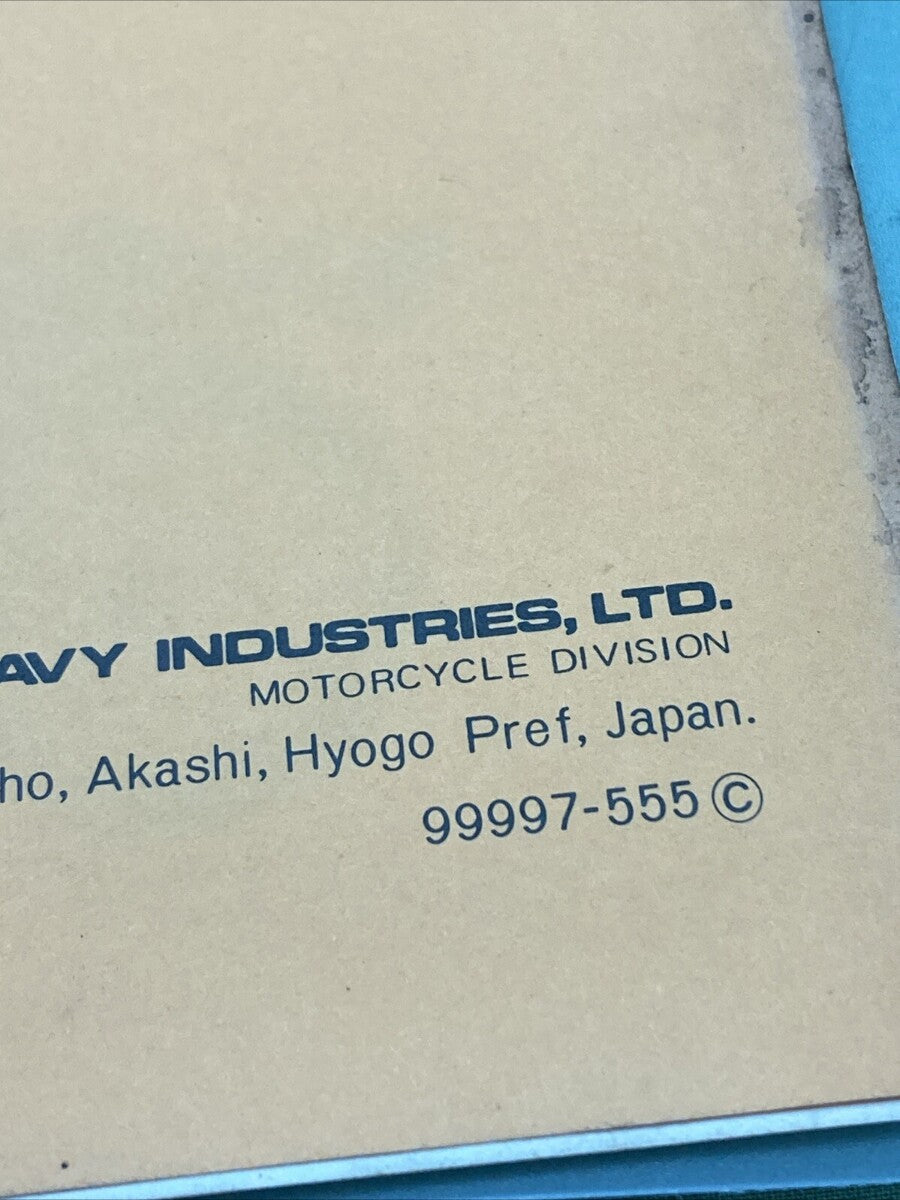 AVY INDUSTRIES, LTD.
MOTORCYCLE DIVISION
ho, Akashi, Hyogo Pref, Japan.
99997-555 ©